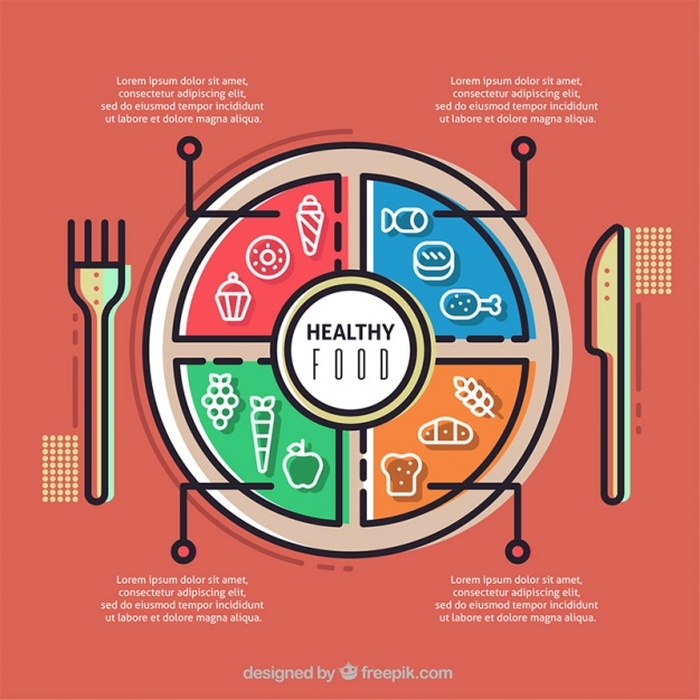 Lorem ipsum dolor sit amet,
consectetur adipiscing elit,
sed do eiusmod tempor incididunt
ut labore et dolore magna aliqua.
Lorem ipsum dolor sit amet,
consectetur adipiscing elit,
sed do eiusmod tempor incididunt
ut labore et dolore magna aliqua.
HEALTHY
FOOD
Lorem ipsum dolor sit amet,
consectetur adipiscing elit,
sed do eiusmod tempor incididunt
ut labore et dolore magna aliqua.
Lorem ipsum dolor sit amet,
consectetur adipiscing elit,
sed do eiusmod tempor incididunt
ut labore et dolore magna aliqua.
designed by freepik.com